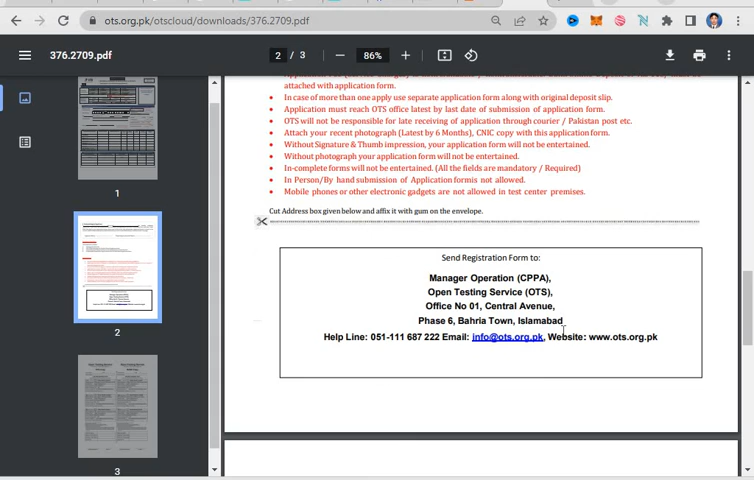 ots.org.pk/otscloud/downloads/376.2709.pdf
376.2709.pdf
2 / 3
86%
1
2
3
attached with application form.
• In case of more than one apply use separate application form along with original deposit slip.
• Application must reach OTS office latest by last date of submission of application form.
• OTS will not be responsible for late receiving of application through courier / Pakistan post etc.
• Attach your recent photograph (Latest by 6 Months), CNIC copy with this application form.
• Without Signature & Thumb impression, your application form will not be entertained.
• Without photograph your application form will not be entertained.
• In-complete forms will not be entertained. (All the fields are mandatory / Required)
• In Person/By hand submission of Application formis not allowed.
• Mobile phones or other electronic gadgets are not allowed in test center premises.
Cut Address box given below and affix it with gum on the envelope.
Send Registration Form to:
Manager Operation (CPPA),
Open Testing Service (OTS),
Office No 01, Central Avenue,
Phase 6, Bahria Town, Islamabad
Help Line: 051-111 687 222 Email: info@ots.org.pk, Website: www.ots.org.pk